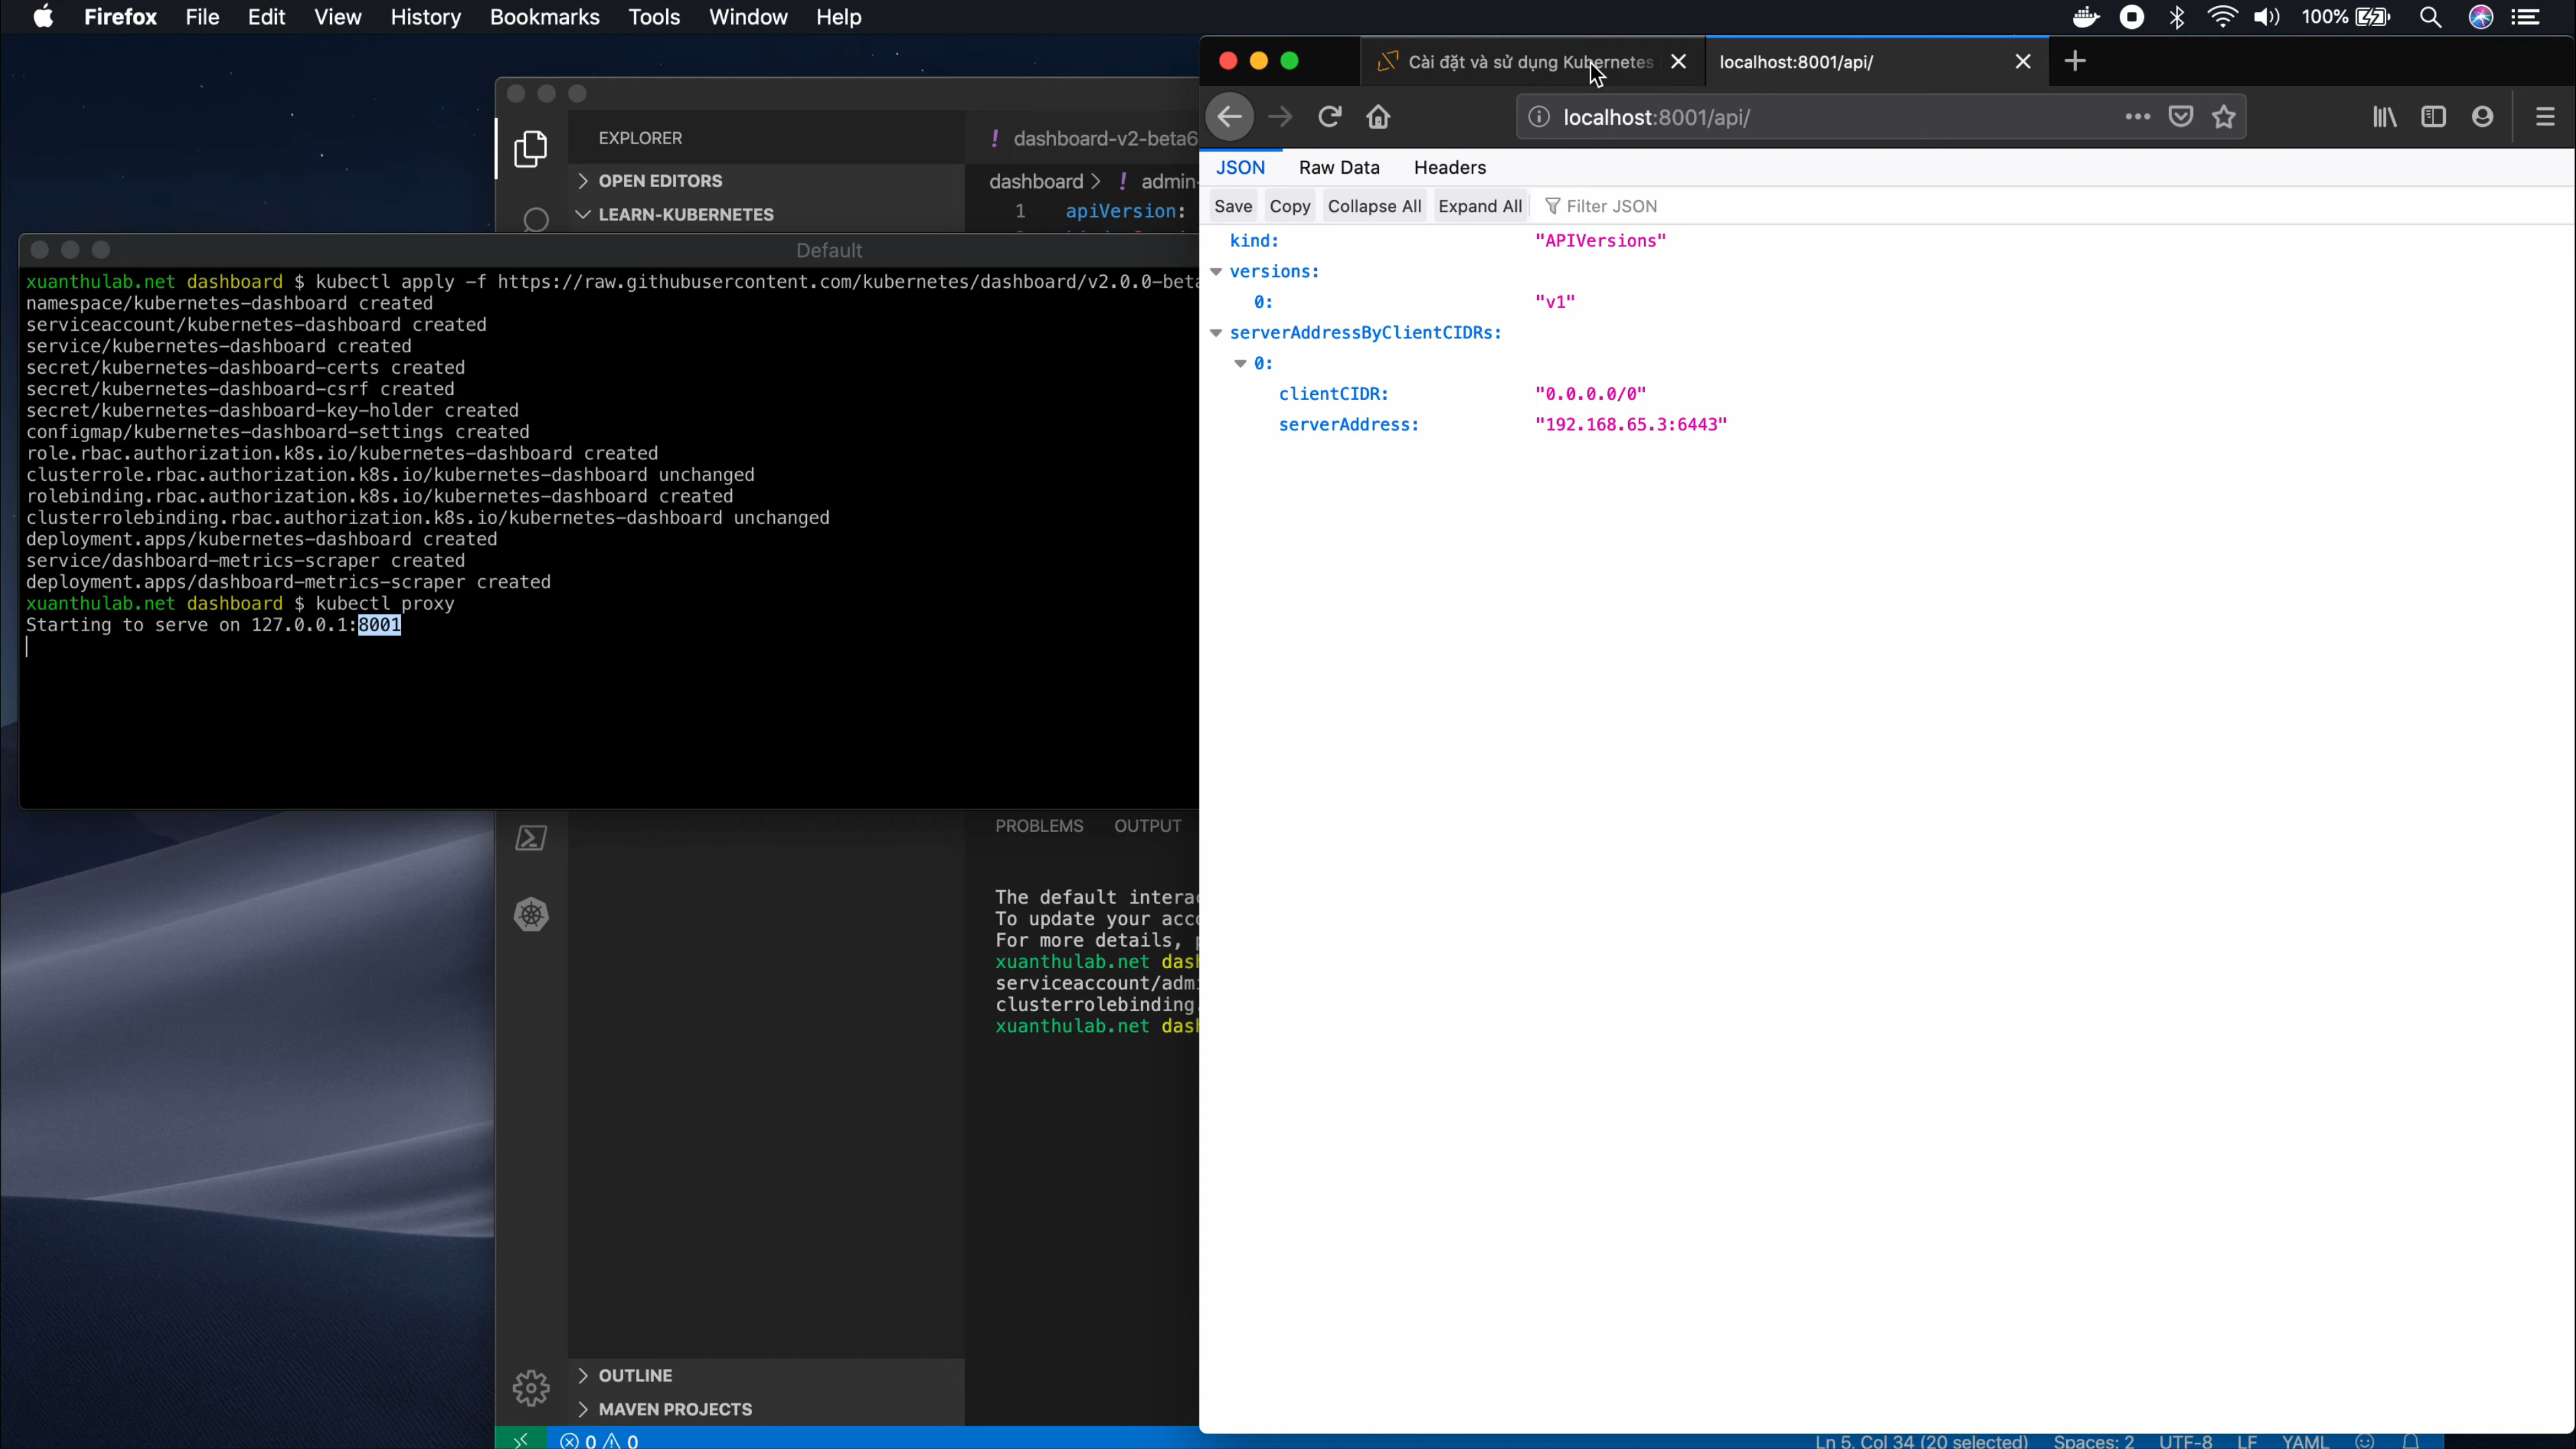 Firefox File Edit View History Bookmarks Tools Window Help
100%
Cài đặt và sử dụng Kubernetes
localhost:8001/api/
localhost:8001/api/
JSON Raw Data Headers
Save Copy Collapse All Expand All Filter JSON
kind: "APIVersions"
versions:
0: "v1"
serverAddressByClientCIDRs:
0:
clientCIDR: "0.0.0.0/0"
serverAddress: "192.168.65.3:6443"
EXPLORER
! dashboard-v2-beta6
OPEN EDITORS
dashboard > ! admin-
LEARN-KUBERNETES
1 apiVersion:
Default
xuanthulab.net dashboard $ kubectl apply -f https://raw.githubusercontent.com/kubernetes/dashboard/v2.0.0-beta
namespace/kubernetes-dashboard created
serviceaccount/kubernetes-dashboard created
service/kubernetes-dashboard created
secret/kubernetes-dashboard-certs created
secret/kubernetes-dashboard-csrf created
secret/kubernetes-dashboard-key-holder created
configmap/kubernetes-dashboard-settings created
role.rbac.authorization.k8s.io/kubernetes-dashboard created
clusterrole.rbac.authorization.k8s.io/kubernetes-dashboard unchanged
rolebinding.rbac.authorization.k8s.io/kubernetes-dashboard created
clusterrolebinding.rbac.authorization.k8s.io/kubernetes-dashboard unchanged
deployment.apps/kubernetes-dashboard created
service/dashboard-metrics-scraper created
deployment.apps/dashboard-metrics-scraper created
xuanthulab.net dashboard $ kubectl proxy
Starting to serve on 127.0.0.1:8001
PROBLEMS OUTPUT
The default interac
To update your acco
For more details, p
xuanthulab.net dash
serviceaccount/adm
clusterrolebinding
xuanthulab.net dash
OUTLINE
MAVEN PROJECTS
0 0
Ln 5, Col 34 (20 selected) Spaces: 2 UTF-8 LF YAML